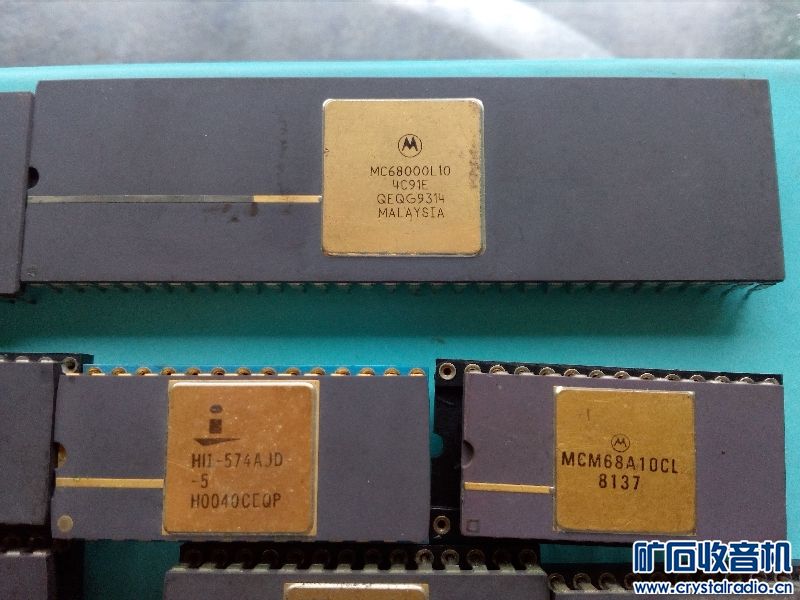 MC68000L10
4C91E
QEQG9314
MALAYSIA
HI1-574AJD
-5
H0040CEQP
MCM68A10CL
8137
矿石收音机
www.crystalradio.cn